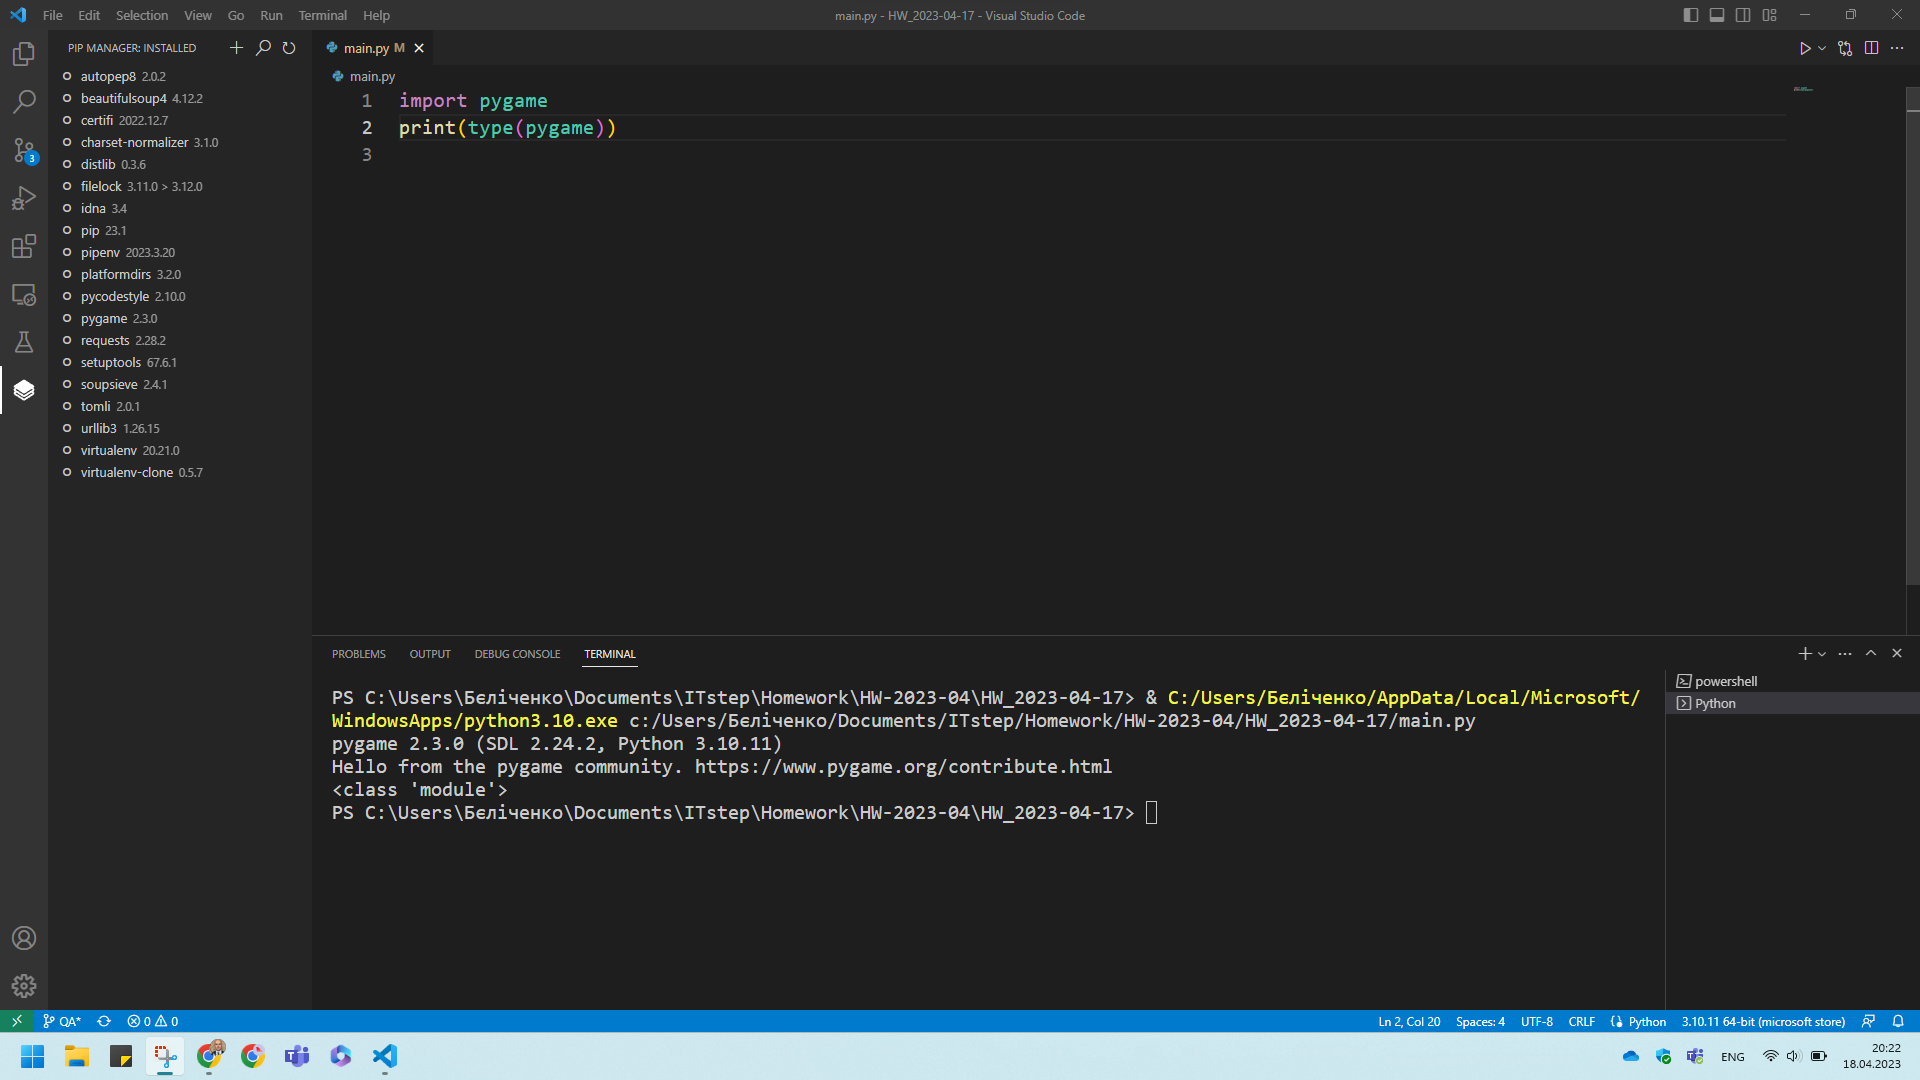 File Edit Selection View Go Run Terminal Help
main.py - HW_2023-04-17 - Visual Studio Code
PIP MANAGER: INSTALLED
main.py M
autopep8 2.0.2
beautifulsoup4 4.12.2
certifi 2022.12.7
charset-normalizer 3.1.0
distlib 0.3.6
filelock 3.11.0 > 3.12.0
idna 3.4
pip 23.1
pipenv 2023.3.20
platformdirs 3.2.0
pycodestyle 2.10.0
pygame 2.3.0
requests 2.28.2
setuptools 67.6.1
soupsieve 2.4.1
tomli 2.0.1
urllib3 1.26.15
virtualenv 20.21.0
virtualenv-clone 0.5.7
3
main.py
1 import pygame
2 print(type(pygame))
3
PROBLEMS OUTPUT DEBUG CONSOLE TERMINAL
PS C:\Users\Бєліченко\Documents\ITstep\Homework\HW-2023-04\HW_2023-04-17> & C:/Users/Бєліченко/AppData/Local/Microsoft/
WindowsApps/python3.10.exe c:/Users/Бєліченко/Documents/ITstep/Homework/HW-2023-04/HW_2023-04-17/main.py
pygame 2.3.0 (SDL 2.24.2, Python 3.10.11)
Hello from the pygame community. https://www.pygame.org/contribute.html
<class 'module'>
PS C:\Users\Бєліченко\Documents\ITstep\Homework\HW-2023-04\HW_2023-04-17>
powershell
Python
QA* 0 0
Ln 2, Col 20 Spaces: 4 UTF-8 CRLF Python 3.10.11 64-bit (microsoft store)
ENG
20:22
18.04.2023